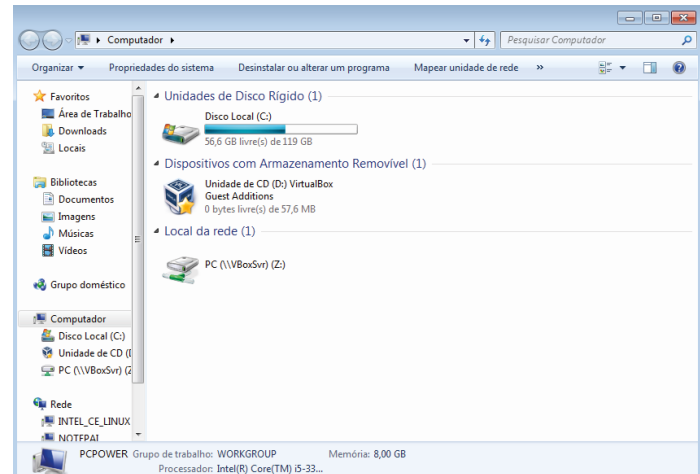 Computador
Pesquisar Computador
Organizar Propriedades do sistema Desinstalar ou alterar um programa Mapear unidade de rede »
Favoritos
Área de Trabalho
Downloads
Locais
Bibliotecas
Documentos
Imagens
Músicas
Vídeos
Grupo doméstico
Computador
Disco Local (C:)
Unidade de CD (
PC (\\VBoxSvr) (Z
Rede
INTEL_CE_LINUX
NOTEPAI
Unidades de Disco Rígido (1)
Disco Local (C:)
56,6 GB livre(s) de 119 GB
Dispositivos com Armazenamento Removível (1)
Unidade de CD (D:) VirtualBox
Guest Additions
0 bytes livre(s) de 57,6 MB
Local da rede (1)
PC (\\VBoxSvr) (Z:)
PCPOWER Grupo de trabalho: WORKGROUP Memória: 8,00 GB
Processador: Intel(R) Core(TM) i5-33...